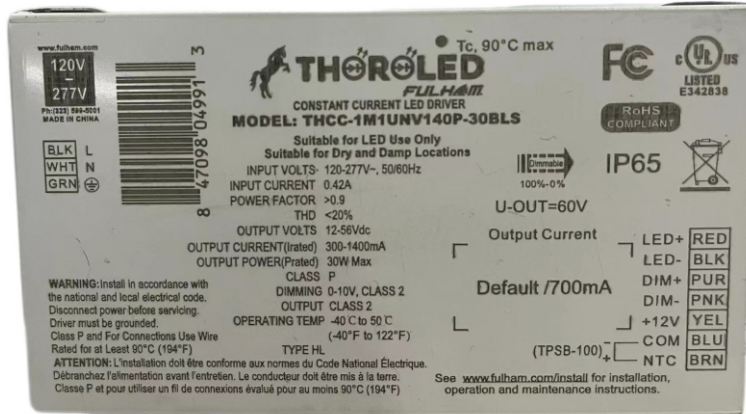 www.fulham.com
120V
~
277V
Ph:(323) 599-5001
MADE IN CHINA
8 47098 04991 3
Tc, 90°C max
THOROLED
FULHAM
CONSTANT CURRENT LED DRIVER
MODEL: THCC-1M1UNV140P-30BLS
Suitable for LED Use Only
Suitable for Dry and Damp Locations
FC
c UL US
LISTED
E342838
RoHS
COMPLIANT
BLK L
WHT N
GRN
INPUT VOLTS 120-277V~, 50/60Hz
INPUT CURRENT 0.42A
POWER FACTOR >0.9
THD <20%
OUTPUT VOLTS 12-56Vdc
OUTPUT CURRENT(Irated) 300-1400mA
OUTPUT POWER(Prated) 30W Max
CLASS P
DIMMING 0-10V, CLASS 2
OUTPUT CLASS 2
OPERATING TEMP -40℃ to 50℃
(-40°F to 122°F)
TYPE HL
Dimmable
100%-0%
IP65
U-OUT=60V
Output Current
Default /700mA
LED+ RED
LED- BLK
DIM+ PUR
DIM- PNK
+12V YEL
COM BLU
NTC BRN
(TPSB-100)
-
+
WARNING: Install in accordance with
the national and local electrical code.
Disconnect power before servicing.
Driver must be grounded.
Class P and For Connections Use Wire
Rated for at Least 90°C (194°F)
ATTENTION: L'installation doit être conforme aux normes du Code National Électrique.
Débranchez l'alimention avant l'entretien. Le conducteur doit être mis à la terre.
Classe P et pour utiliser un fil de connexions évalué pour au moins 90°C (194°F)
See www.fulham.com/install for installation,
operation and maintenance instructions.